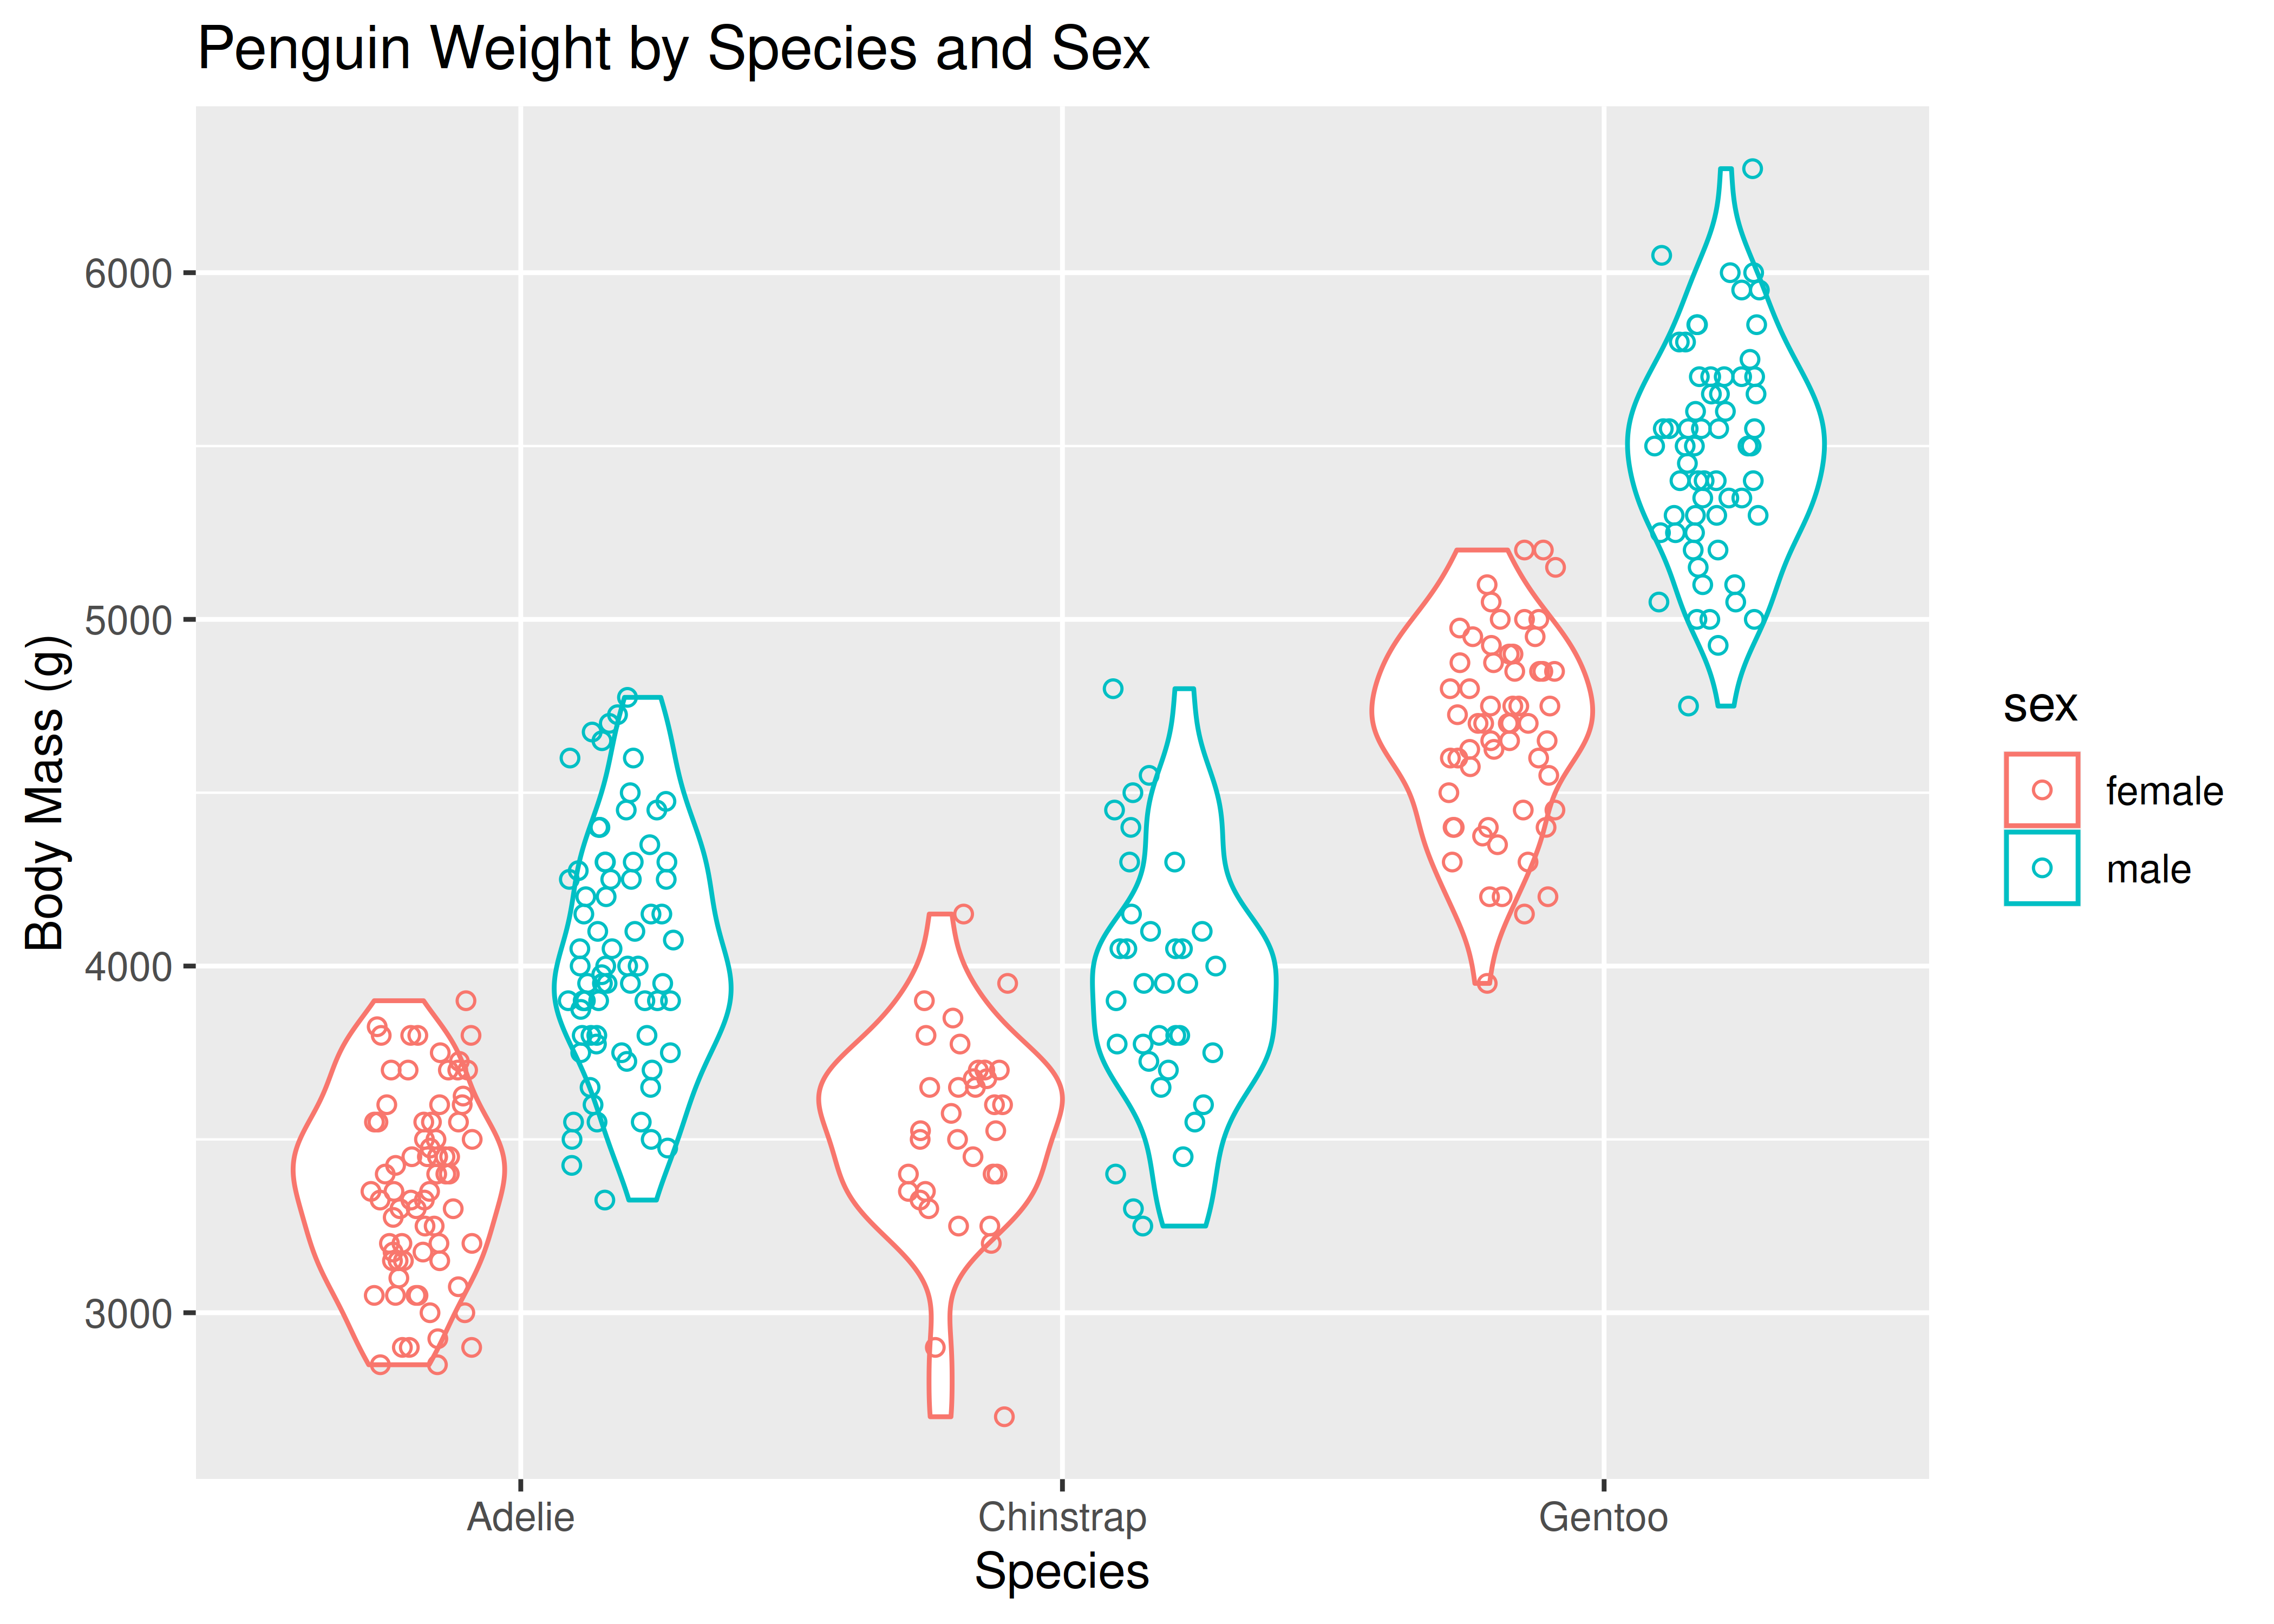 Penguin Weight by Species and Sex
6000
5000
4000
3000
Body Mass (g)
Adelie
Chinstrap
Gentoo
Species
sex
female
male